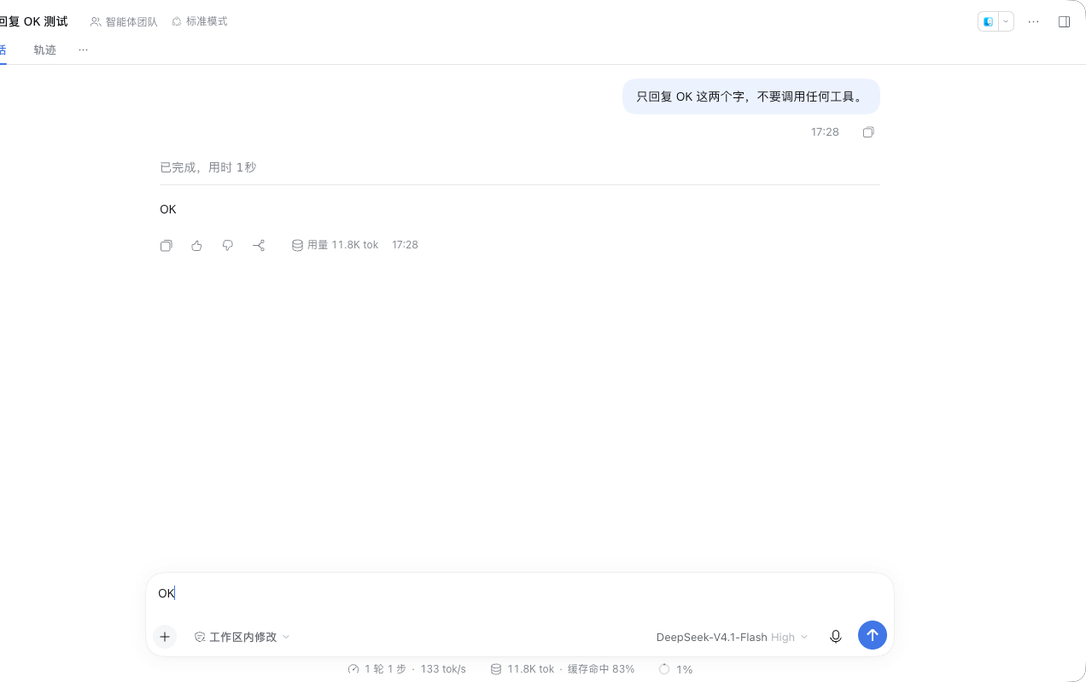 回复 OK 测试 智能体团队 标准模式
话 轨迹 ···
只回复 OK 这两个字，不要调用任何工具。
17:28
已完成，用时 1秒
OK
用量 11.8K tok 17:28
OK
工作区内修改 DeepSeek-V4.1-Flash High
1 轮 1 步 · 133 tok/s 11.8K tok · 缓存命中 83% 1%